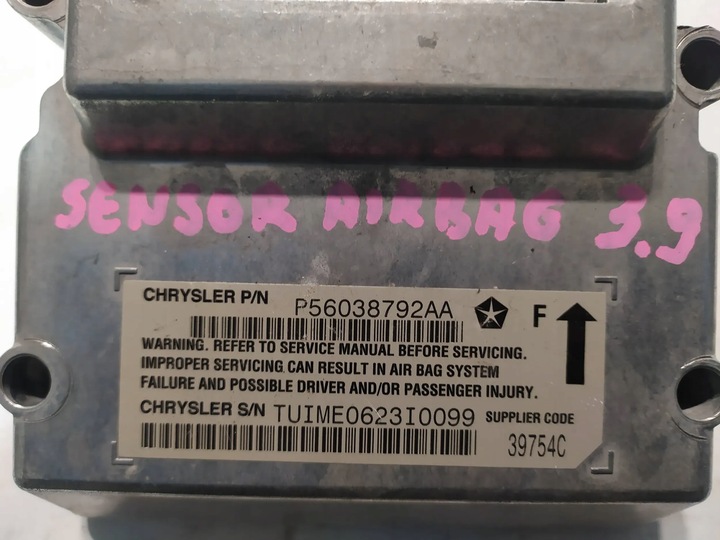 SENSOR AIRBAG 3.9
CHRYSLER P/N P56038792AA
F
WARNING. REFER TO SERVICE MANUAL BEFORE SERVICING.
IMPROPER SERVICING CAN RESULT IN AIR BAG SYSTEM
FAILURE AND POSSIBLE DRIVER AND/OR PASSENGER INJURY.
CHRYSLER S/N TUIME0623I0099 SUPPLIER CODE
39754C